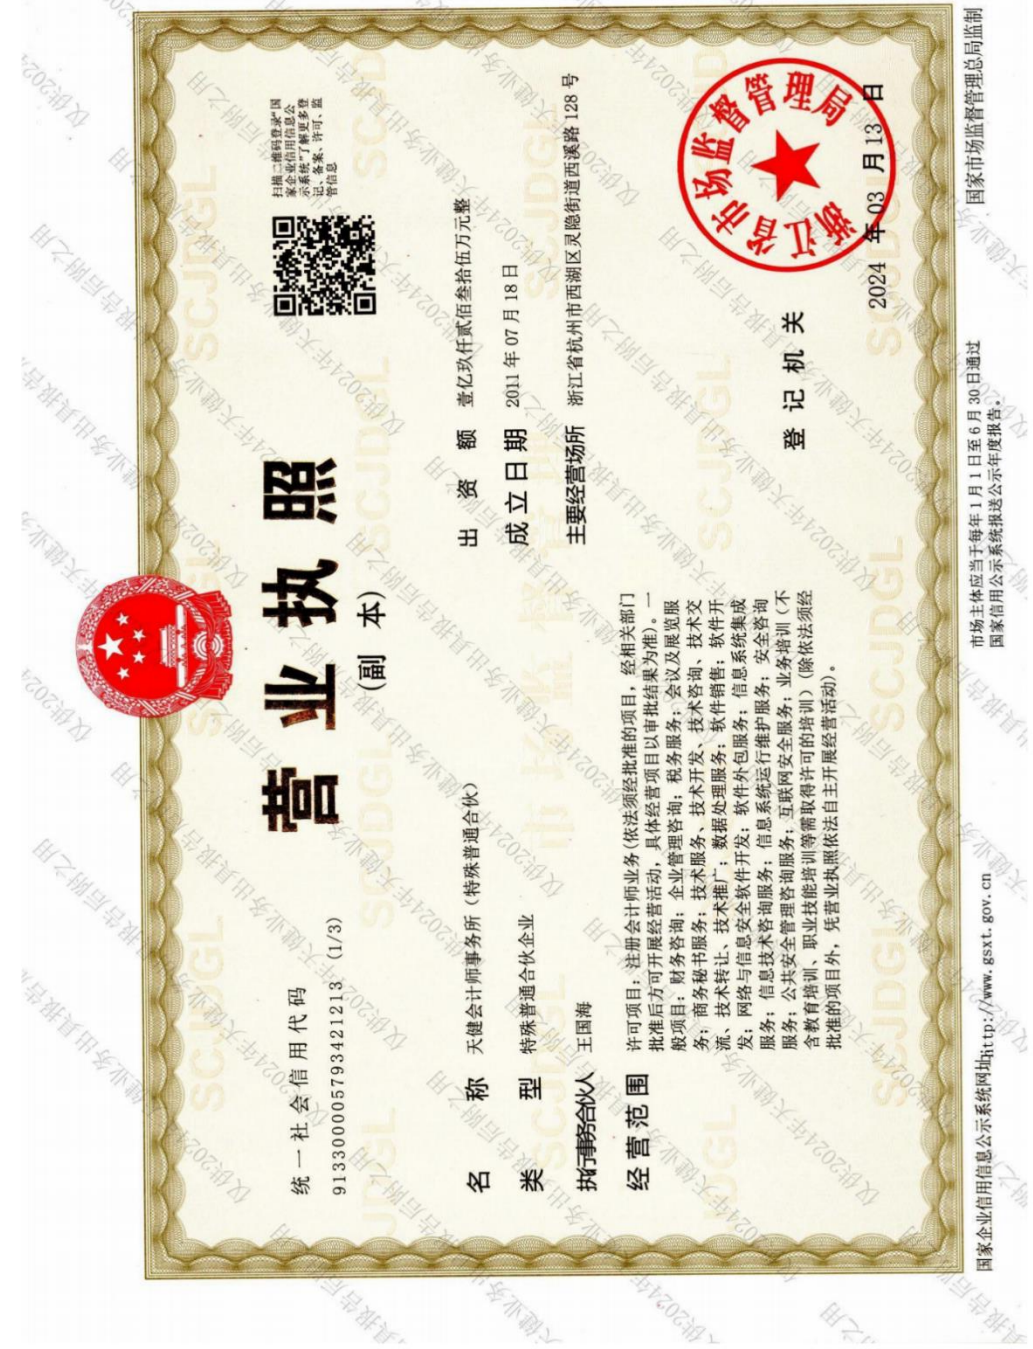 营业执照
(副 本)
统一社会信用代码
913300005793421213 (1/3)
扫描二维码登录“国
家企业信用信息公
示系统”了解更多登
记、备案、许可、监
管信息
名 称 天健会计师事务所（特殊普通合伙）
类 型 特殊普通合伙企业
执行事务合伙人 王国海
经营范围 许可项目：注册会计师业务(依法须经批准的项目，经相关部门
批准后方可开展经营活动，具体经营项目以审批结果为准)。一
般项目：财务咨询；企业管理咨询；税务服务；会议及展览服
务；商务秘书服务；技术服务、技术开发、技术咨询、技术交
流、技术转让、技术推广；数据处理服务；软件销售；软件开
发；网络与信息安全软件开发；软件外包服务；信息系统集成
服务；信息技术咨询服务；信息系统运行维护服务；安全咨询
服务；公共安全管理咨询服务；互联网安全服务；业务培训（不
含教育培训、职业技能培训等需取得许可的培训）(除依法须经
批准的项目外，凭营业执照依法自主开展经营活动)。
出 资 额 壹亿玖仟贰佰叁拾伍万元整
成立日期 2011年07月18日
主要经营场所 浙江省杭州市西湖区灵隐街道西溪路128号
登记机关
浙江省市场监督管理局
2024 年 03 月 13 日
国家企业信用信息公示系统网址http://www.gsxt.gov.cn
市场主体应当于每年1月1日至6月30日通过
国家信用公示系统报送公示年度报告。
国家市场监督管理总局监制
SCJDGL
仅供2024年天健业务出具报告后附之用